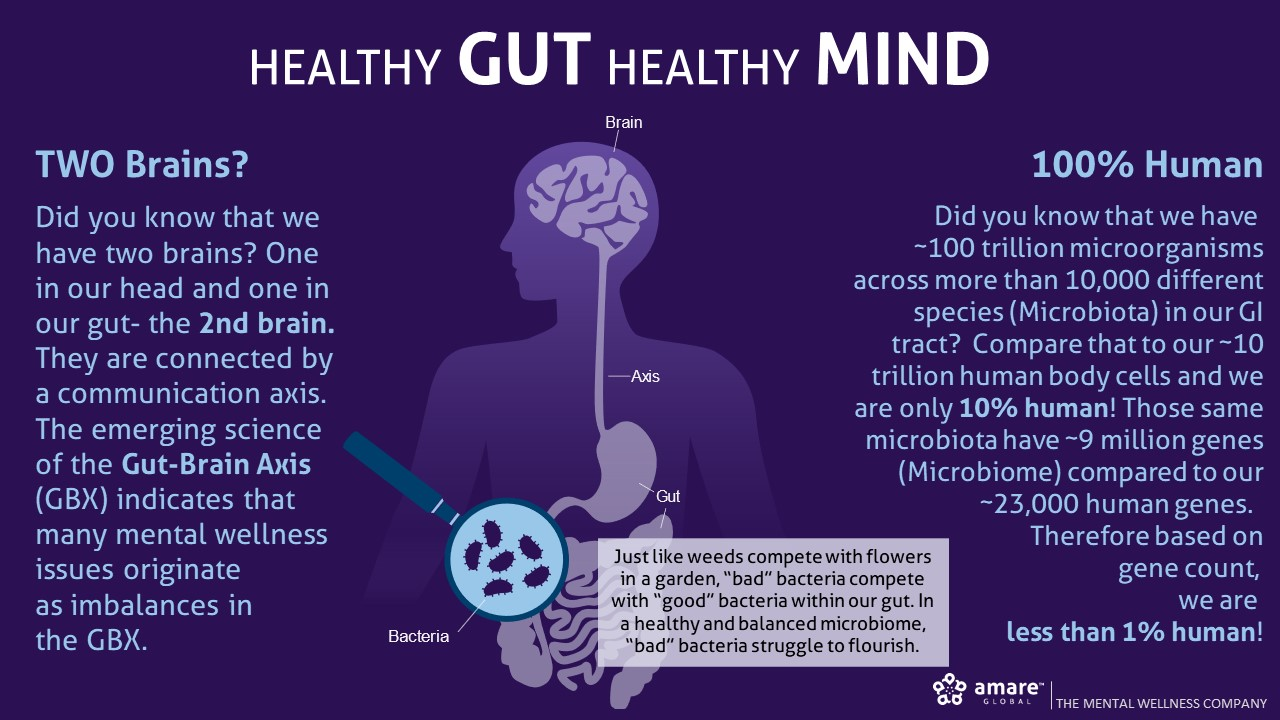 HEALTHY GUT HEALTHY MIND
TWO Brains?
Did you know that we
have two brains? One
in our head and one in
our gut- the 2nd brain.
They are connected by
a communication axis.
The emerging science
of the Gut-Brain Axis
(GBX) indicates that
many mental wellness
issues originate
as imbalances in
the GBX.
Brain
Axis
Gut
Bacteria
Just like weeds compete with flowers
in a garden, “bad” bacteria compete
with “good” bacteria within our gut. In
a healthy and balanced microbiome,
“bad” bacteria struggle to flourish.
100% Human
Did you know that we have
~100 trillion microorganisms
across more than 10,000 different
species (Microbiota) in our GI
tract? Compare that to our ~10
trillion human body cells and we
are only 10% human! Those same
microbiota have ~9 million genes
(Microbiome) compared to our
~23,000 human genes.
Therefore based on
gene count,
we are
less than 1% human!
amare™
GLOBAL
THE MENTAL WELLNESS COMPANY